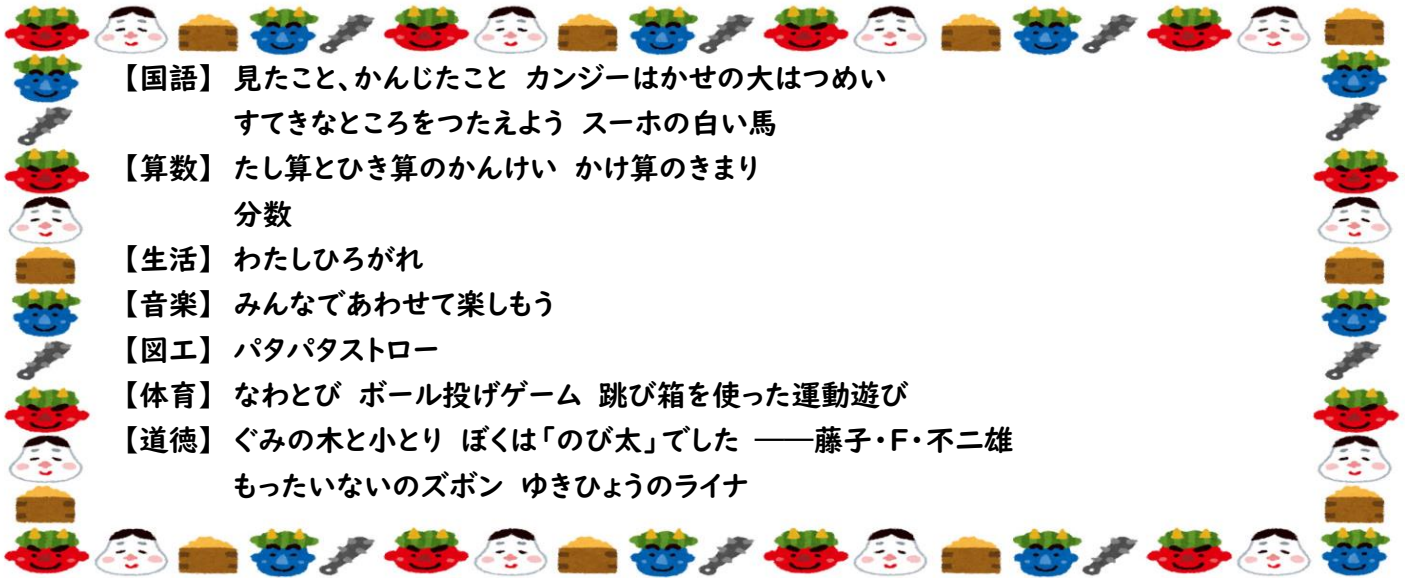 【国語】 見たこと、かんじたこと カンジーはかせの大はつめい
すてきなところをつたえよう スーホの白い馬
【算数】 たし算とひき算のかんけい かけ算のきまり
分数
【生活】 わたしひろがれ
【音楽】 みんなであわせて楽しもう
【図工】 パタパタストロー
【体育】 なわとび ボール投げゲーム 跳び箱を使った運動遊び
【道徳】 ぐみの木と小とり ぼくは「のび太」でした ――藤子・F・不二雄
もったいないのズボン ゆきひょうのライナ